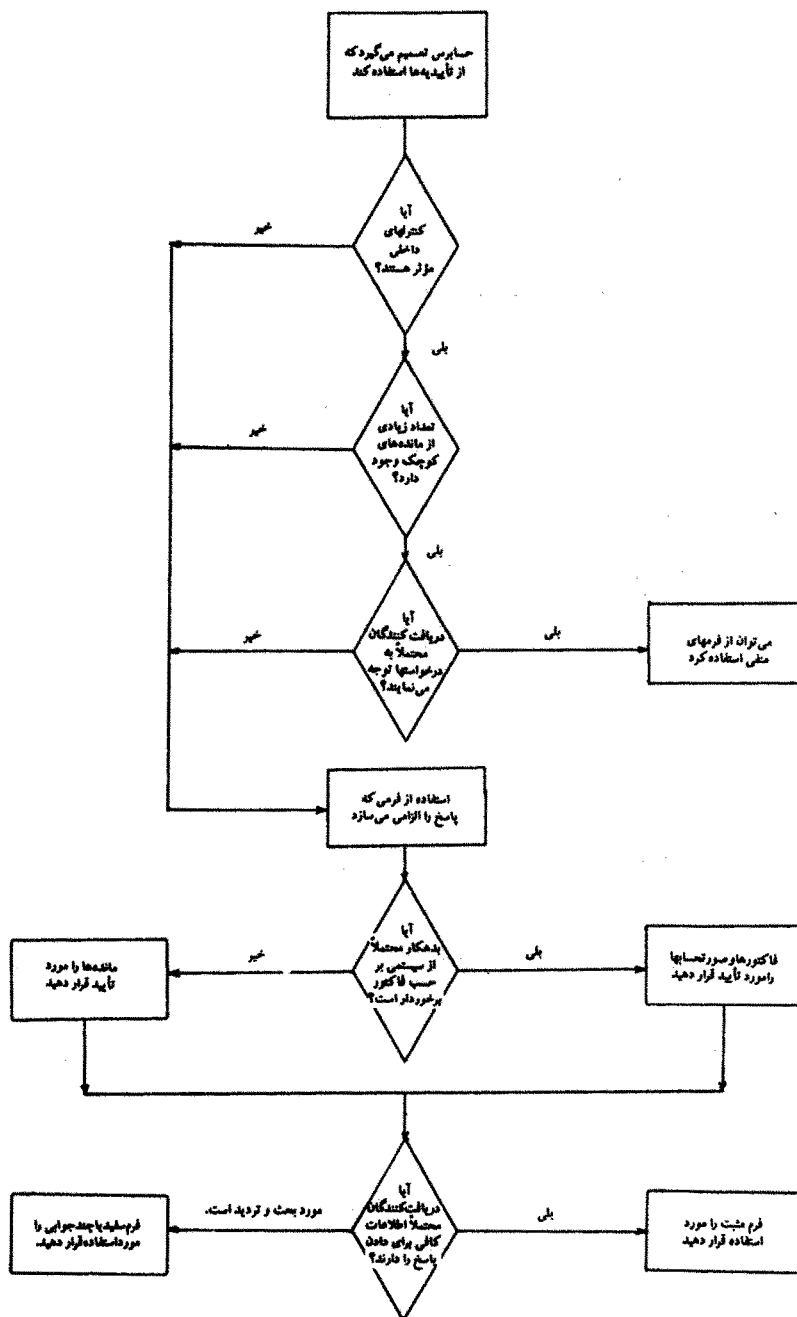 حسابرس تصمیم می‌گیرد که
از تأییدیه‌ها استفاده کند
آیا
کنترلهای
داخلی
مؤثر هستند؟
خیر
بلی
آیا
تعداد زیادی
از مانده‌های
کوچک وجود
دارد؟
خیر
بلی
آیا
دریافت‌کنندگان
محتملاً به
درخواستها توجه
می‌نمایند؟
بلی
خیر
می‌توان از فرمهای
منفی استفاده کرد
استفاده از فرمی که
پاسخ را الزامی می‌سازد
آیا
بدهکار محتملاً
از سیستمی بر
حسب فاکتور
برخوردار است؟
بلی
خیر
فاکتورها و صورتحسابها
را مورد تأیید قرار دهید
مانده‌ها را مورد
تأیید قرار دهید
آیا
دریافت‌کنندگان
محتملاً اطلاعات
کافی برای دادن
پاسخ را دارند؟
بلی
مورد بحث و تردید است.
فرم مثبت را مورد
استفاده قرار دهید
فرم سفید یا چند جوابی را
مورد استفاده قرار دهید.